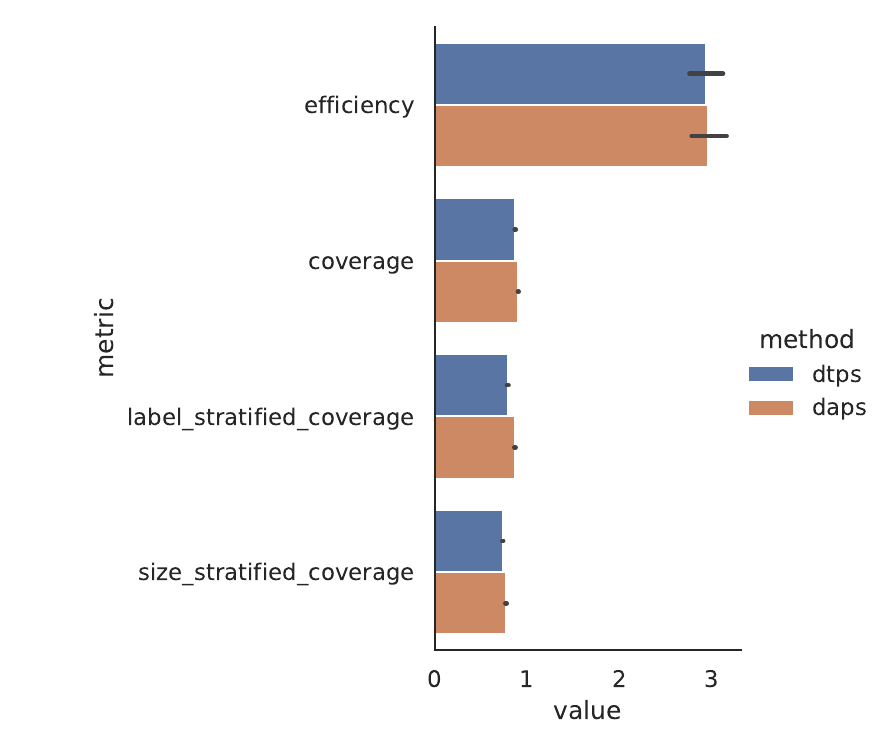 efficiency
coverage
label_stratified_coverage
size_stratified_coverage
metric
0 1 2 3
value
method
dtps
daps